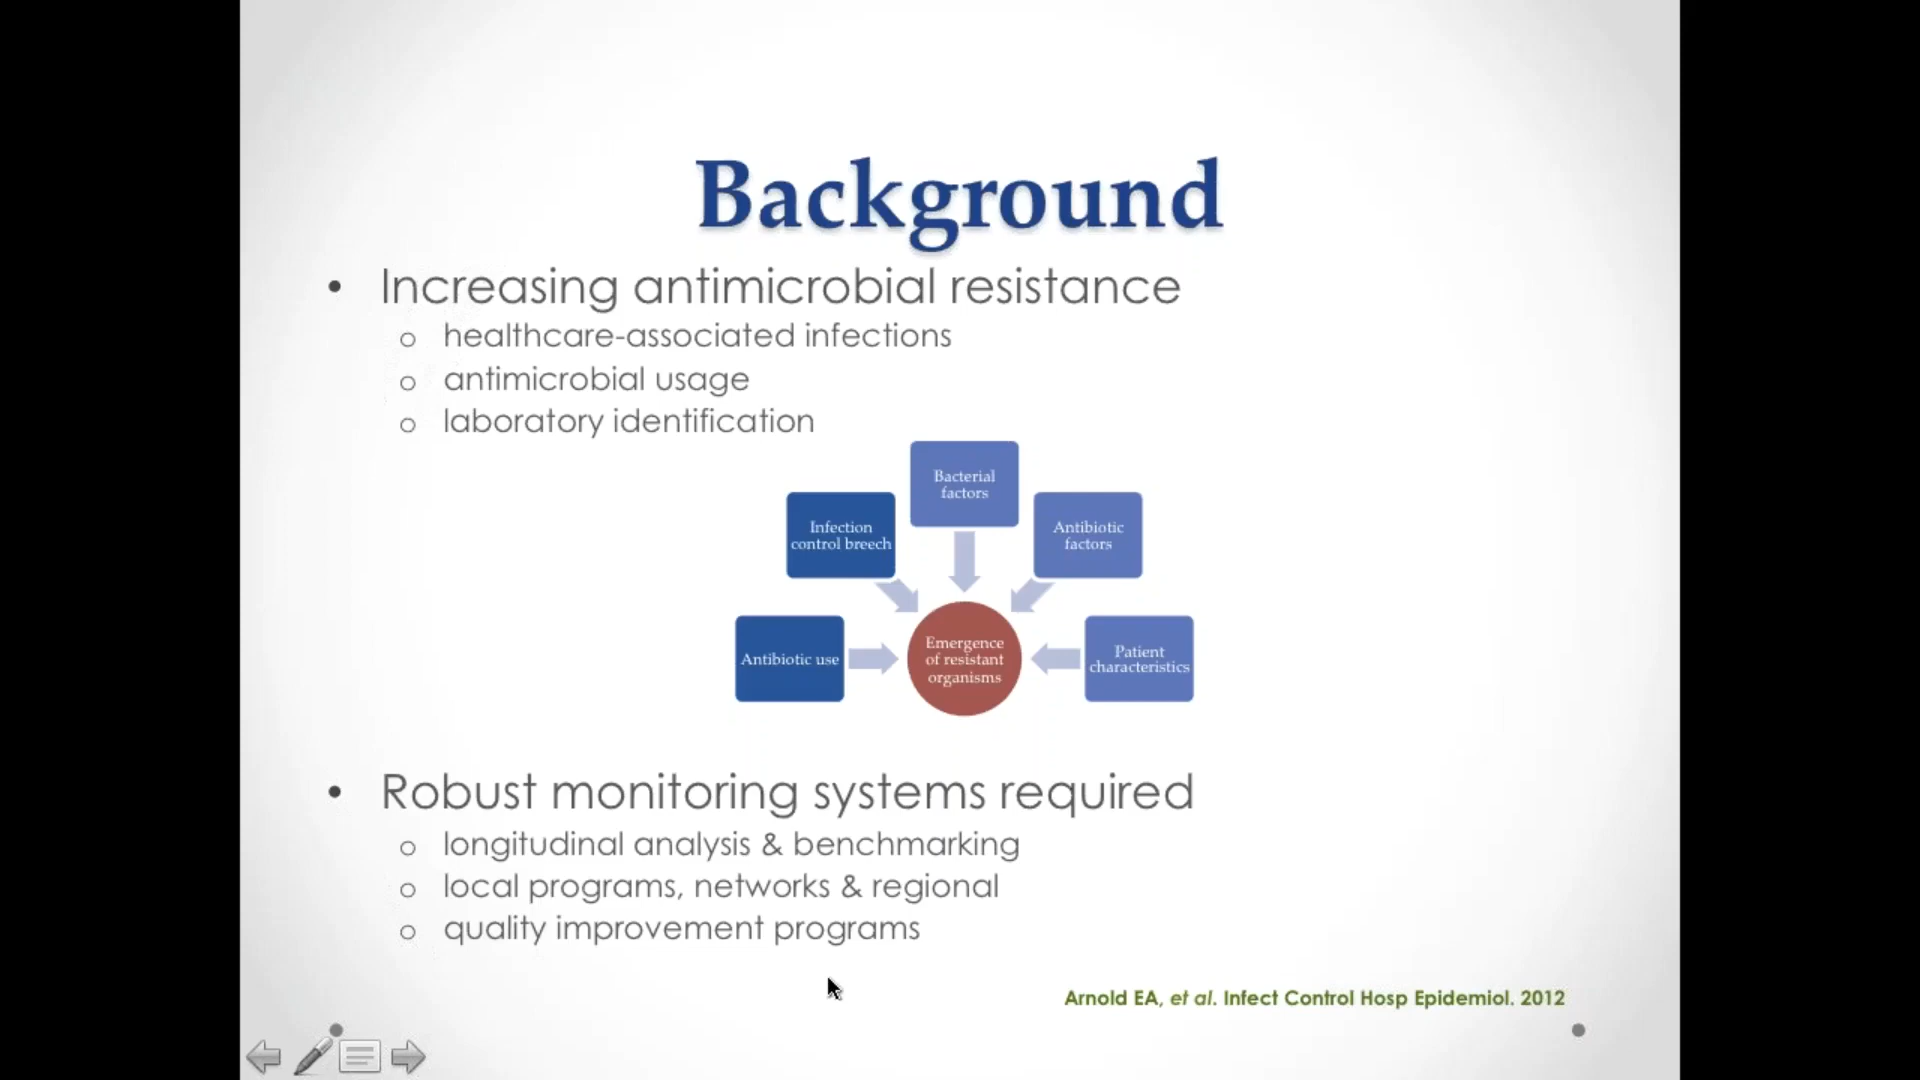 Background
• Increasing antimicrobial resistance
o healthcare-associated infections
o antimicrobial usage
o laboratory identification
Bacterial
factors
Infection
control breech
Antibiotic
factors
Antibiotic use
Emergence
of resistant
organisms
Patient
characteristics
• Robust monitoring systems required
o longitudinal analysis & benchmarking
o local programs, networks & regional
o quality improvement programs
Arnold EA, et al. Infect Control Hosp Epidemiol. 2012